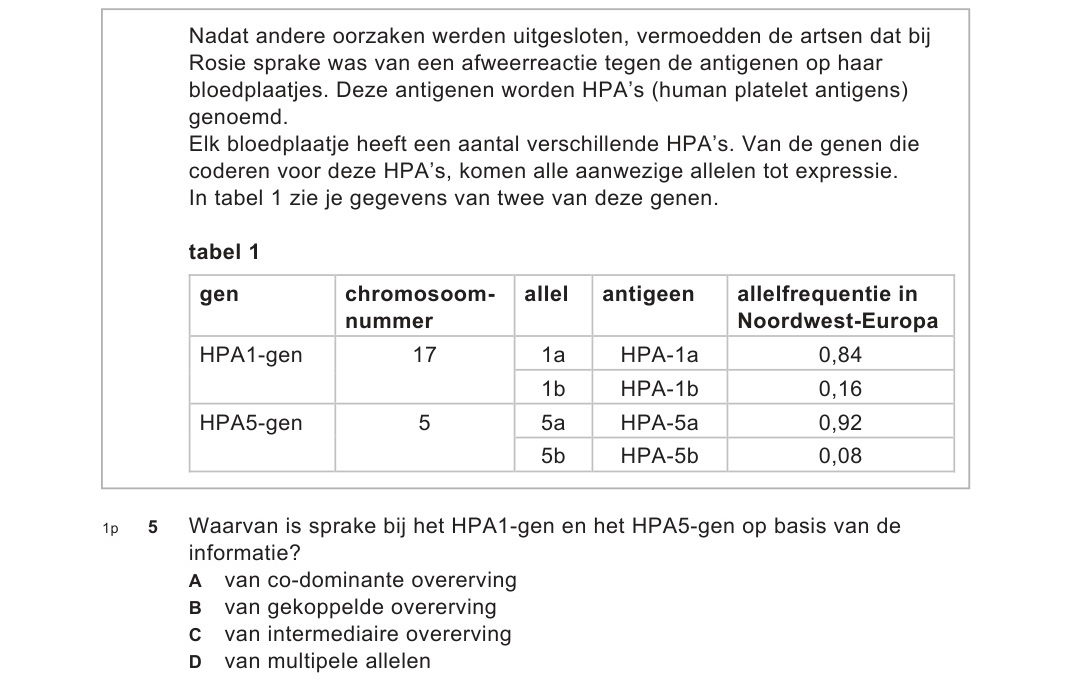 Nadat andere oorzaken werden uitgesloten, vermoedden de artsen dat bij
Rosie sprake was van een afweerreactie tegen de antigenen op haar
bloedplaatjes. Deze antigenen worden HPA’s (human platelet antigens)
genoemd.
Elk bloedplaatje heeft een aantal verschillende HPA’s. Van de genen die
coderen voor deze HPA’s, komen alle aanwezige allelen tot expressie.
In tabel 1 zie je gegevens van twee van deze genen.
tabel 1
gen chromosoom- allel antigeen allelfrequentie in
nummer Noordwest-Europa
HPA1-gen 17 1a HPA-1a 0,84
1b HPA-1b 0,16
HPA5-gen 5 5a HPA-5a 0,92
5b HPA-5b 0,08
1p 5 Waarvan is sprake bij het HPA1-gen en het HPA5-gen op basis van de
informatie?
A van co-dominante overerving
B van gekoppelde overerving
C van intermediaire overerving
D van multipele allelen